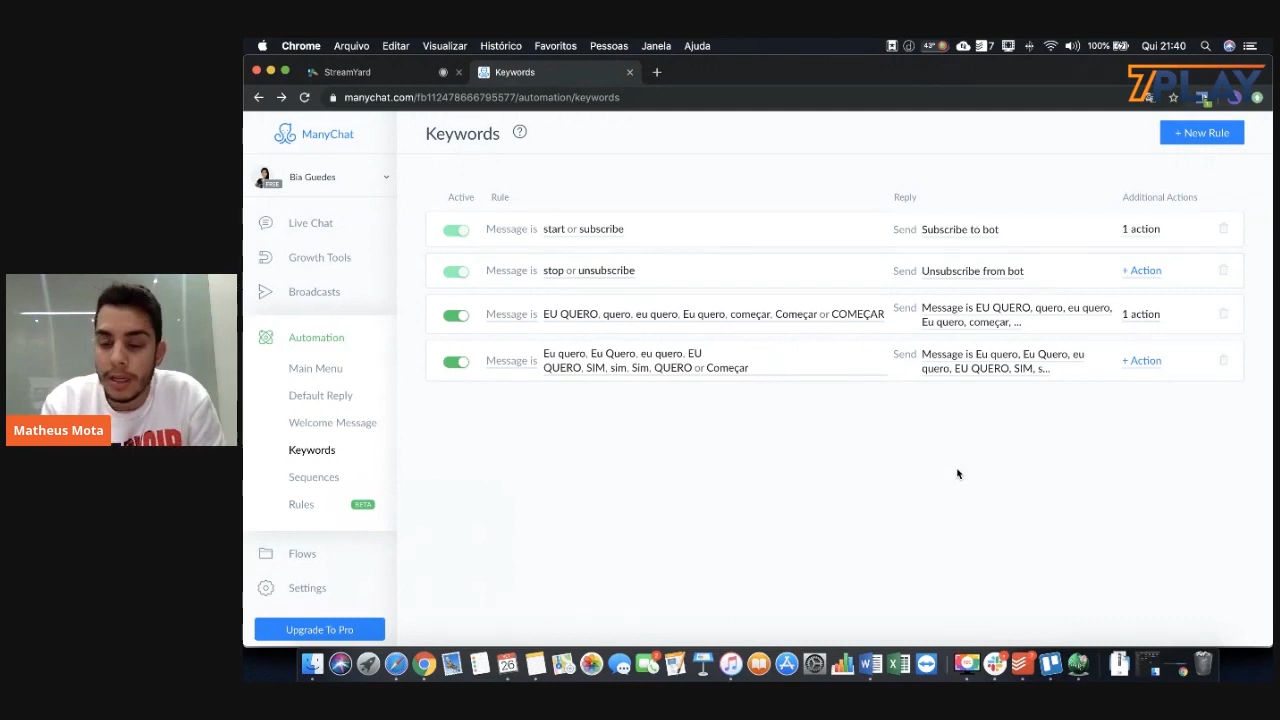 Chrome Arquivo Editar Visualizar Histórico Favoritos Pessoas Janela Ajuda
7 100% Qui 21:40
StreamYard
Keywords
7PLAY
manychat.com/fb112478666795577/automation/keywords
ManyChat
Keywords
+ New Rule
FREE
Bia Guedes
Live Chat
Growth Tools
Broadcasts
Automation
Main Menu
Default Reply
Welcome Message
Keywords
Sequences
Rules BETA
Flows
Settings
Upgrade To Pro
Active Rule Reply Additional Actions
Message is start or subscribe Send Subscribe to bot 1 action
Message is stop or unsubscribe Send Unsubscribe from bot + Action
Message is EU QUERO, quero, eu quero, Eu quero, começar, Começar or COMEÇAR Send Message is EU QUERO, quero, eu quero, 1 action
Eu quero, começar, ...
Message is Eu quero, Eu Quero, eu quero, EU Send Message is Eu quero, Eu Quero, eu + Action
QUERO, SIM, sim, Sim, QUERO or Começar quero, EU QUERO, SIM, s...
Matheus Mota
26